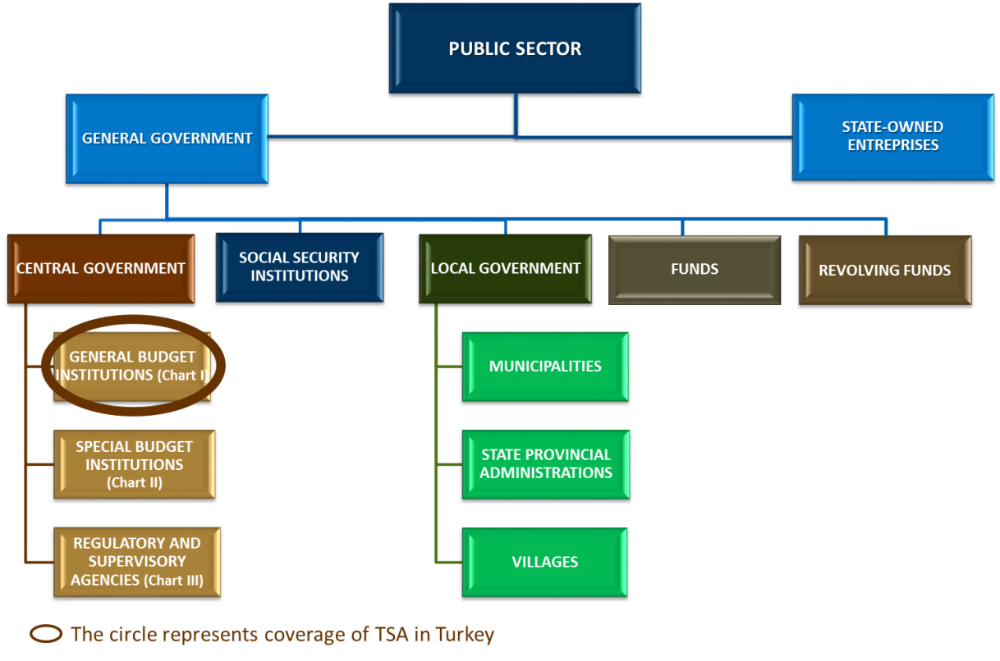 PUBLIC SECTOR
GENERAL GOVERNMENT
STATE-OWNED
ENTREPRISES
CENTRAL GOVERNMENT
SOCIAL SECURITY
INSTITUTIONS
LOCAL GOVERNMENT
FUNDS
REVOLVING FUNDS
GENERAL BUDGET
INSTITUTIONS (Chart I)
MUNICIPALITIES
SPECIAL BUDGET
INSTITUTIONS
(Chart II)
STATE PROVINCIAL
ADMINISTRATIONS
REGULATORY AND
SUPERVISORY
AGENCIES (Chart III)
VILLAGES
The circle represents coverage of TSA in Turkey